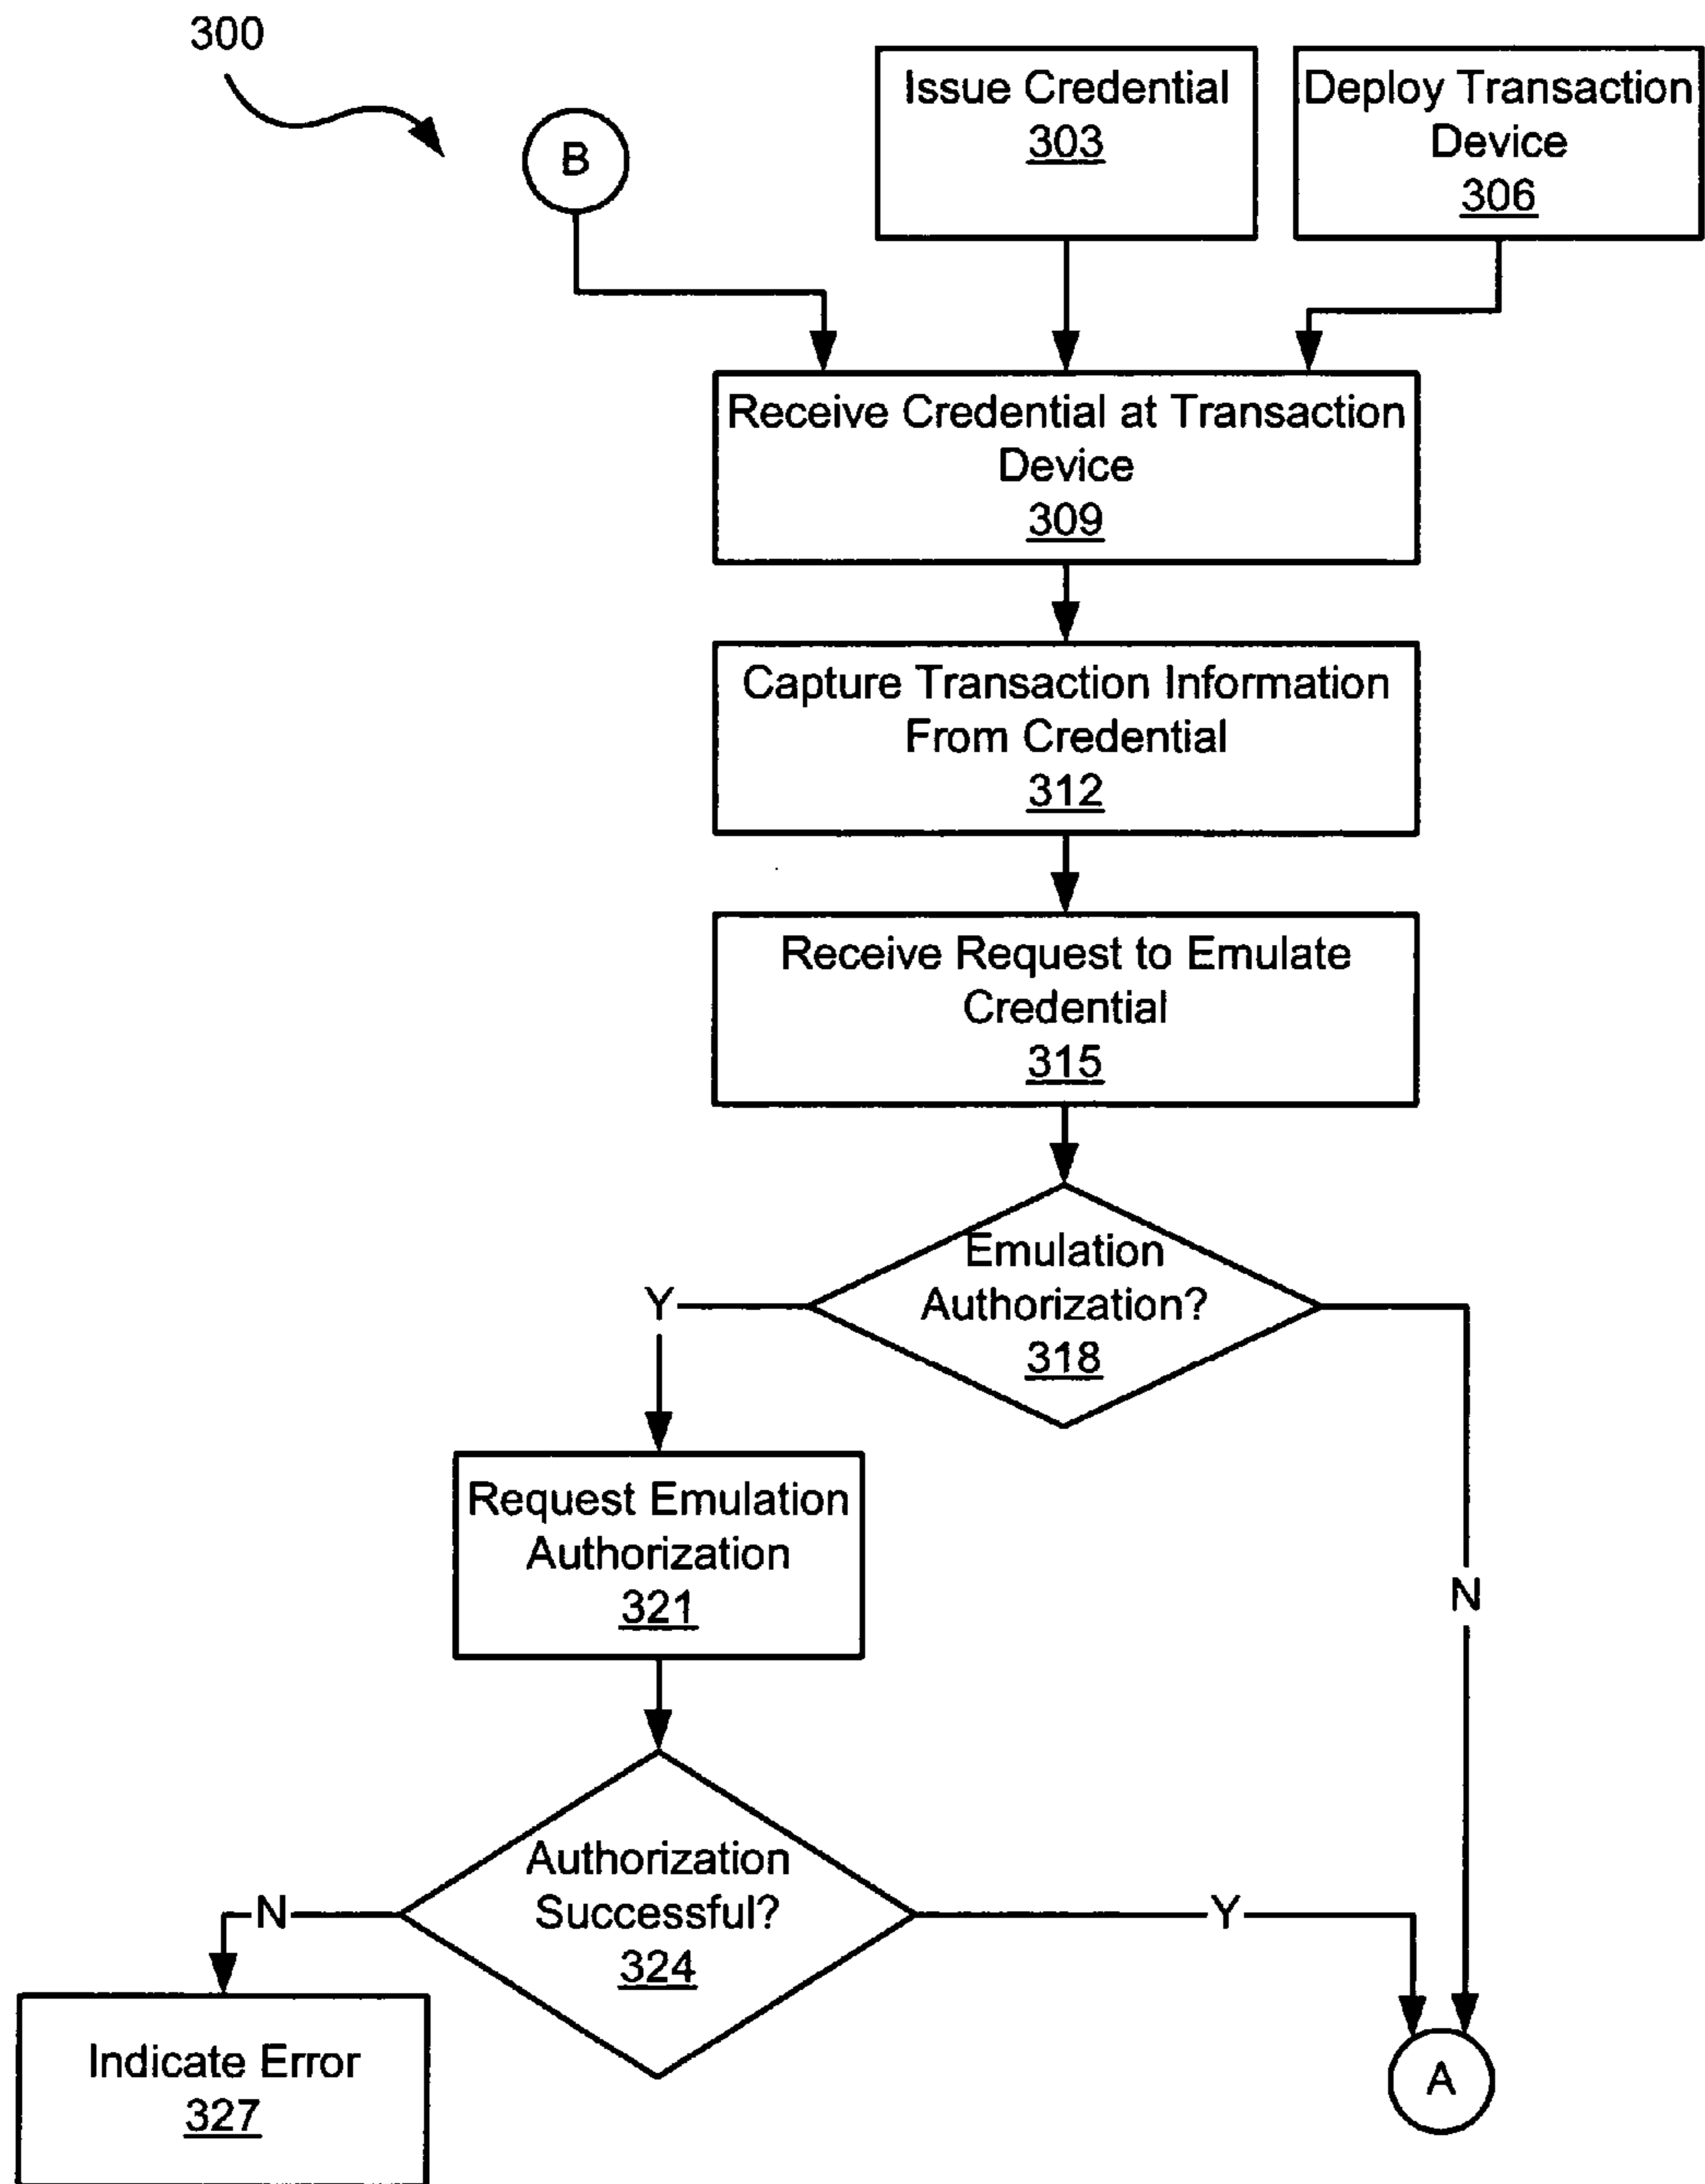 300
B
Issue Credential
303
Deploy Transaction
Device
306
Receive Credential at Transaction
Device
309
Capture Transaction Information
From Credential
312
Receive Request to Emulate
Credential
315
Emulation
Authorization?
318
Y
N
Request Emulation
Authorization
321
Authorization
Successful?
324
N
Y
Indicate Error
327
A